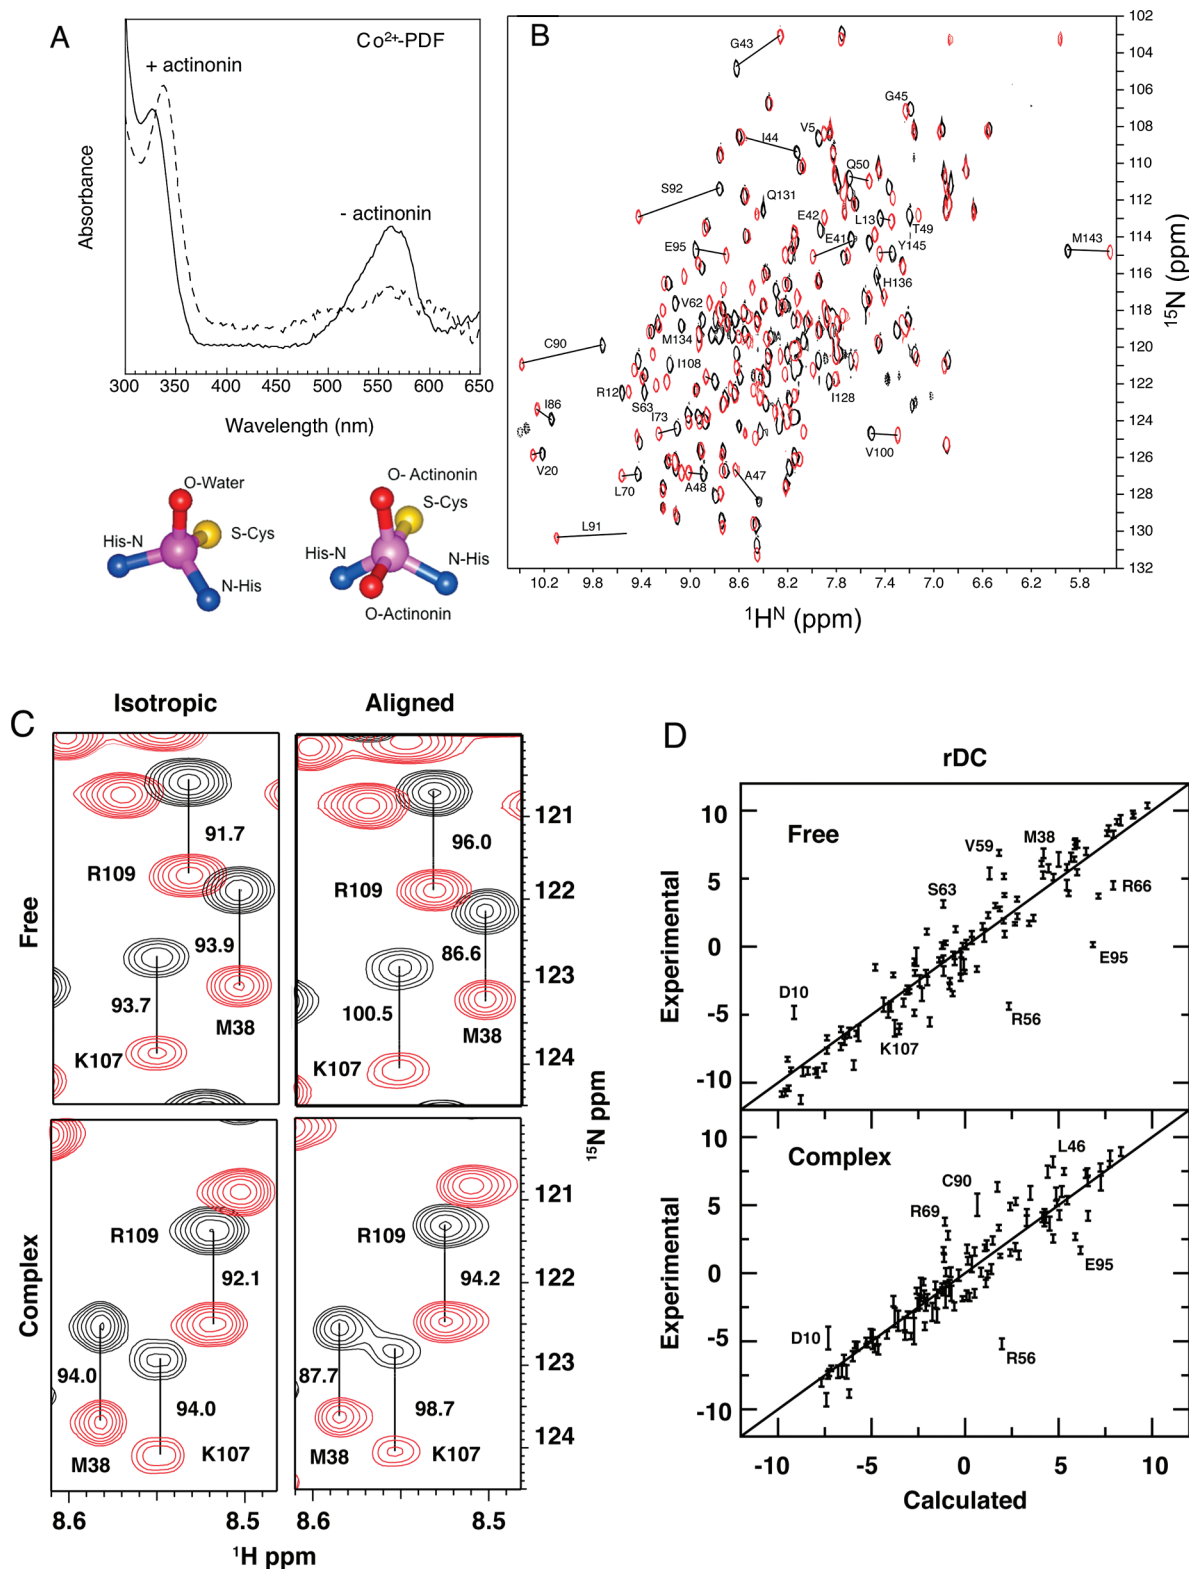 A
Co²⁺-PDF
+ actinonin
- actinonin
Absorbance
300 350 400 450 500 550 600 650
Wavelength (nm)
O-Water
S-Cys
His-N
N-His
O- Actinonin
S-Cys
His-N
N-His
O-Actinonin
B
G43
G45
V5
I44
Q50
S92
Q131
E42
L13
T49
E41
Y145
E95
M143
H136
V62
M134
C90
I108
R12
S63
I128
I86
I73
V100
V20
A47
L70
A48
L91
102
104
106
108
110
112
114
116
118
120
122
124
126
128
130
132
¹⁵N (ppm)
10.2 9.8 9.4 9.0 8.6 8.2 7.8 7.4 7.0 6.6 6.2 5.8
¹Hᴺ (ppm)
C
Isotropic
Aligned
Free
91.7
R109
93.9
93.7
M38
K107
96.0
R109
86.6
100.5
M38
K107
121
122
123
124
¹⁵N ppm
Complex
R109
92.1
94.0
94.0
M38
K107
R109
94.2
87.7
98.7
M38
K107
121
122
123
124
8.6 8.5
8.6 8.5
¹H ppm
D
rDC
Free
10
5
0
-5
-10
Experimental
V59
M38
S63
R66
E95
D10
R56
K107
Complex
10
5
0
-5
-10
Experimental
L46
C90
R69
E95
D10
R56
-10 -5 0 5 10
Calculated